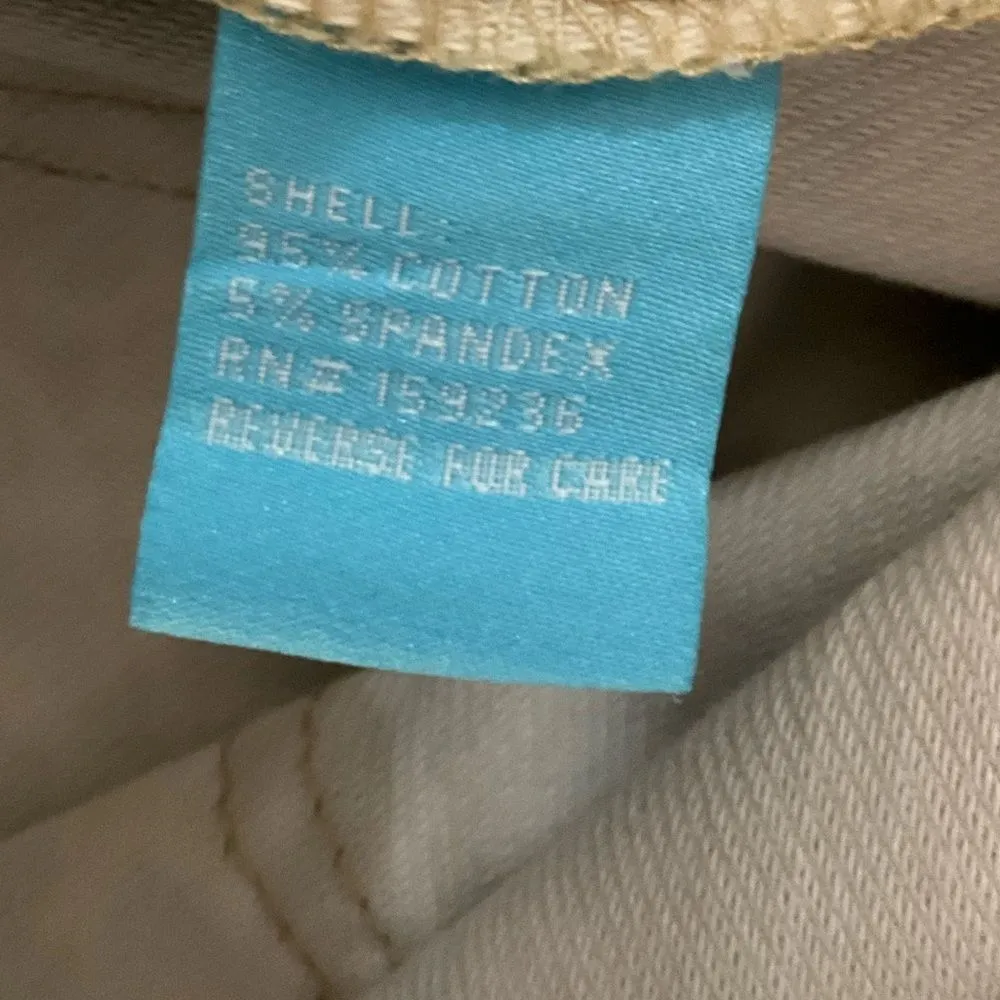 SHELL:
95% COTTON
5% SPANDEX
RN# 159236
REVERSE FOR CARE